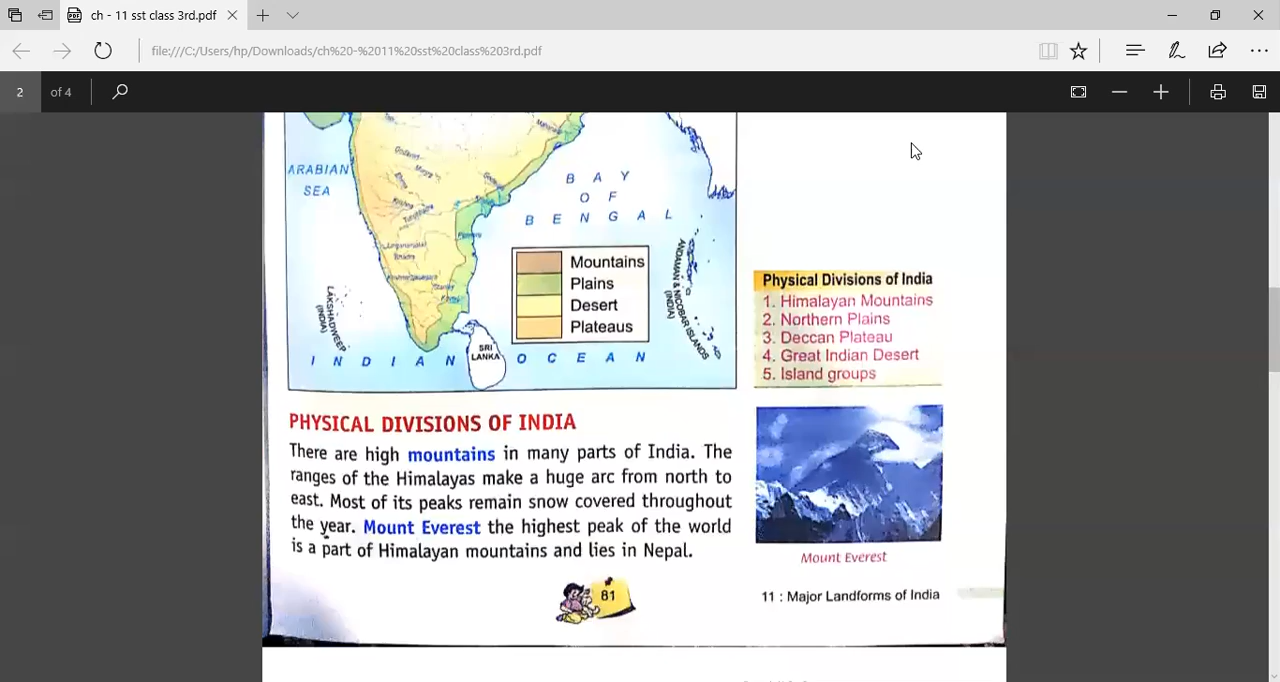 ch - 11 sst class 3rd.pdf
file:///C:/Users/hp/Downloads/ch%20-%2011%20sst%20class%203rd.pdf
2 of 4
ARABIAN
SEA
BAY
OF
BENGAL
ANDAMAN & NICOBAR ISLANDS
(INDIA)
LAKSHADWEEP
(INDIA)
Mountains
Plains
Desert
Plateaus
SRI
LANKA
INDIAN OCEAN
Physical Divisions of India
1. Himalayan Mountains
2. Northern Plains
3. Deccan Plateau
4. Great Indian Desert
5. Island groups
PHYSICAL DIVISIONS OF INDIA
There are high mountains in many parts of India. The
ranges of the Himalayas make a huge arc from north to
east. Most of its peaks remain snow covered throughout
the year. Mount Everest the highest peak of the world
is a part of Himalayan mountains and lies in Nepal.
Mount Everest
81
11 : Major Landforms of India